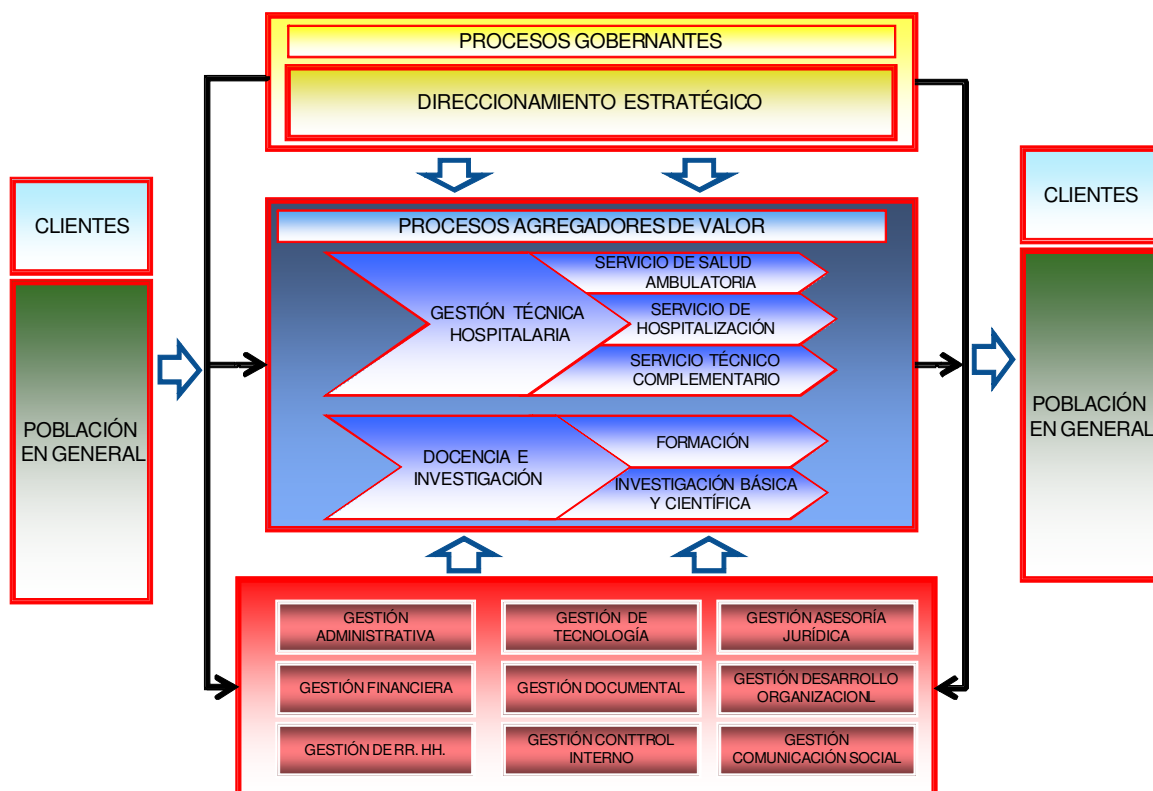 PROCESOS GOBERNANTES
DIRECCIONAMIENTO ESTRATÉGICO
CLIENTES
POBLACIÓN
EN GENERAL
PROCESOS AGREGADORES DE VALOR
GESTIÓN TÉCNICA
HOSPITALARIA
SERVICIO DE SALUD
AMBULATORIA
SERVICIO DE
HOSPITALIZACIÓN
SERVICIO TÉCNICO
COMPLEMENTARIO
DOCENCIA E
INVESTIGACIÓN
FORMACIÓN
INVESTIGACIÓN BÁSICA
Y CIENTÍFICA
CLIENTES
POBLACIÓN
EN GENERAL
GESTIÓN
ADMINISTRATIVA
GESTIÓN DE
TECNOLOGÍA
GESTIÓN ASESORÍA
JURÍDICA
GESTIÓN FINANCIERA
GESTIÓN DOCUMENTAL
GESTIÓN DESARROLLO
ORGANIZACIONL
GESTIÓN DE RR. HH.
GESTIÓN CONTTROL
INTERNO
GESTIÓN
COMUNICACIÓN SOCIAL